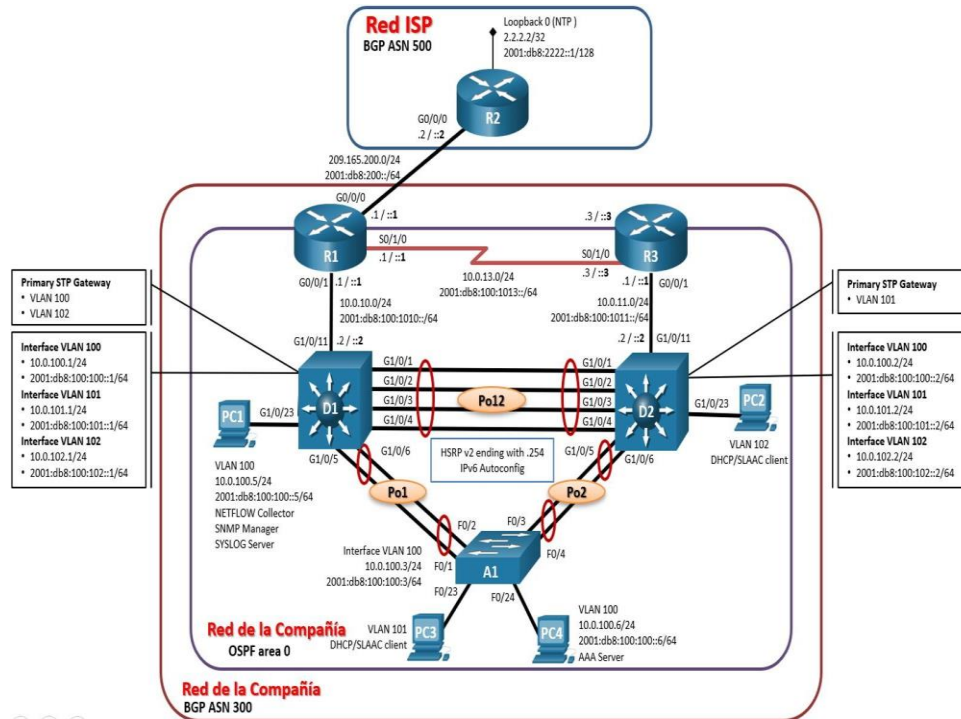 Red ISP
BGP ASN 500
Loopback 0 (NTP )
2.2.2.2/32
2001:db8:2222::1/128
R2
G0/0/0
.2 / ::2
209.165.200.0/24
2001:db8:200::/64
G0/0/0
.1 / ::1
R1
S0/1/0
.1 / ::1
.3 / ::3
R3
S0/1/0
.3 / ::3
10.0.13.0/24
2001:db8:100:1013::/64
G0/0/1
.1 / ::1
.1 / ::1
G0/0/1
10.0.10.0/24
2001:db8:100:1010::/64
10.0.11.0/24
2001:db8:100:1011::/64
G1/0/11
.2 / ::2
.2 / ::2
G1/0/11
Primary STP Gateway
• VLAN 100
• VLAN 102
Interface VLAN 100
• 10.0.100.1/24
• 2001:db8:100:100::1/64
Interface VLAN 101
• 10.0.101.1/24
• 2001:db8:100:101::1/64
Interface VLAN 102
• 10.0.102.1/24
• 2001:db8:100:102::1/64
Primary STP Gateway
• VLAN 101
Interface VLAN 100
• 10.0.100.2/24
• 2001:db8:100:100::2/64
Interface VLAN 101
• 10.0.101.2/24
• 2001:db8:100:101::2/64
Interface VLAN 102
• 10.0.102.2/24
• 2001:db8:100:102::2/64
G1/0/1
G1/0/2
G1/0/3
G1/0/4
Po12
G1/0/1
G1/0/2
G1/0/3
G1/0/4
D1
D2
PC1
G1/0/23
G1/0/23
PC2
VLAN 102
DHCP/SLAAC client
G1/0/5
G1/0/6
HSRP v2 ending with .254
IPv6 Autoconfig
G1/0/5
G1/0/6
VLAN 100
10.0.100.5/24
2001:db8:100:100::5/64
NETFLOW Collector
SNMP Manager
SYSLOG Server
Po1
Po2
F0/2
F0/3
F0/1
F0/4
Interface VLAN 100
10.0.100.3/24
2001:db8:100:100:3/64
A1
F0/23
F0/24
Red de la Compañía
OSPF area 0
VLAN 101
DHCP/SLAAC client
PC3
PC4
VLAN 100
10.0.100.6/24
2001:db8:100:100::6/64
AAA Server
Red de la Compañía
BGP ASN 300